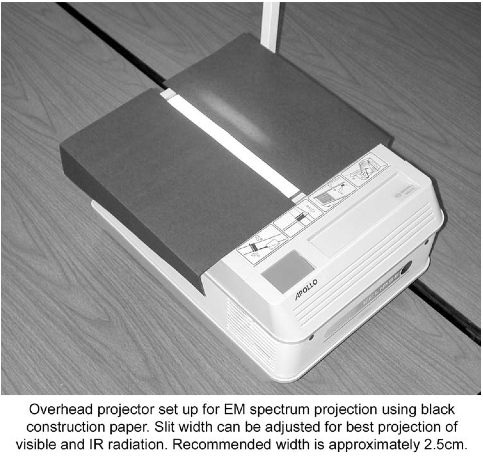 APOLLO
Overhead projector set up for EM spectrum projection using black
construction paper. Slit width can be adjusted for best projection of
visible and IR radiation. Recommended width is approximately 2.5cm.